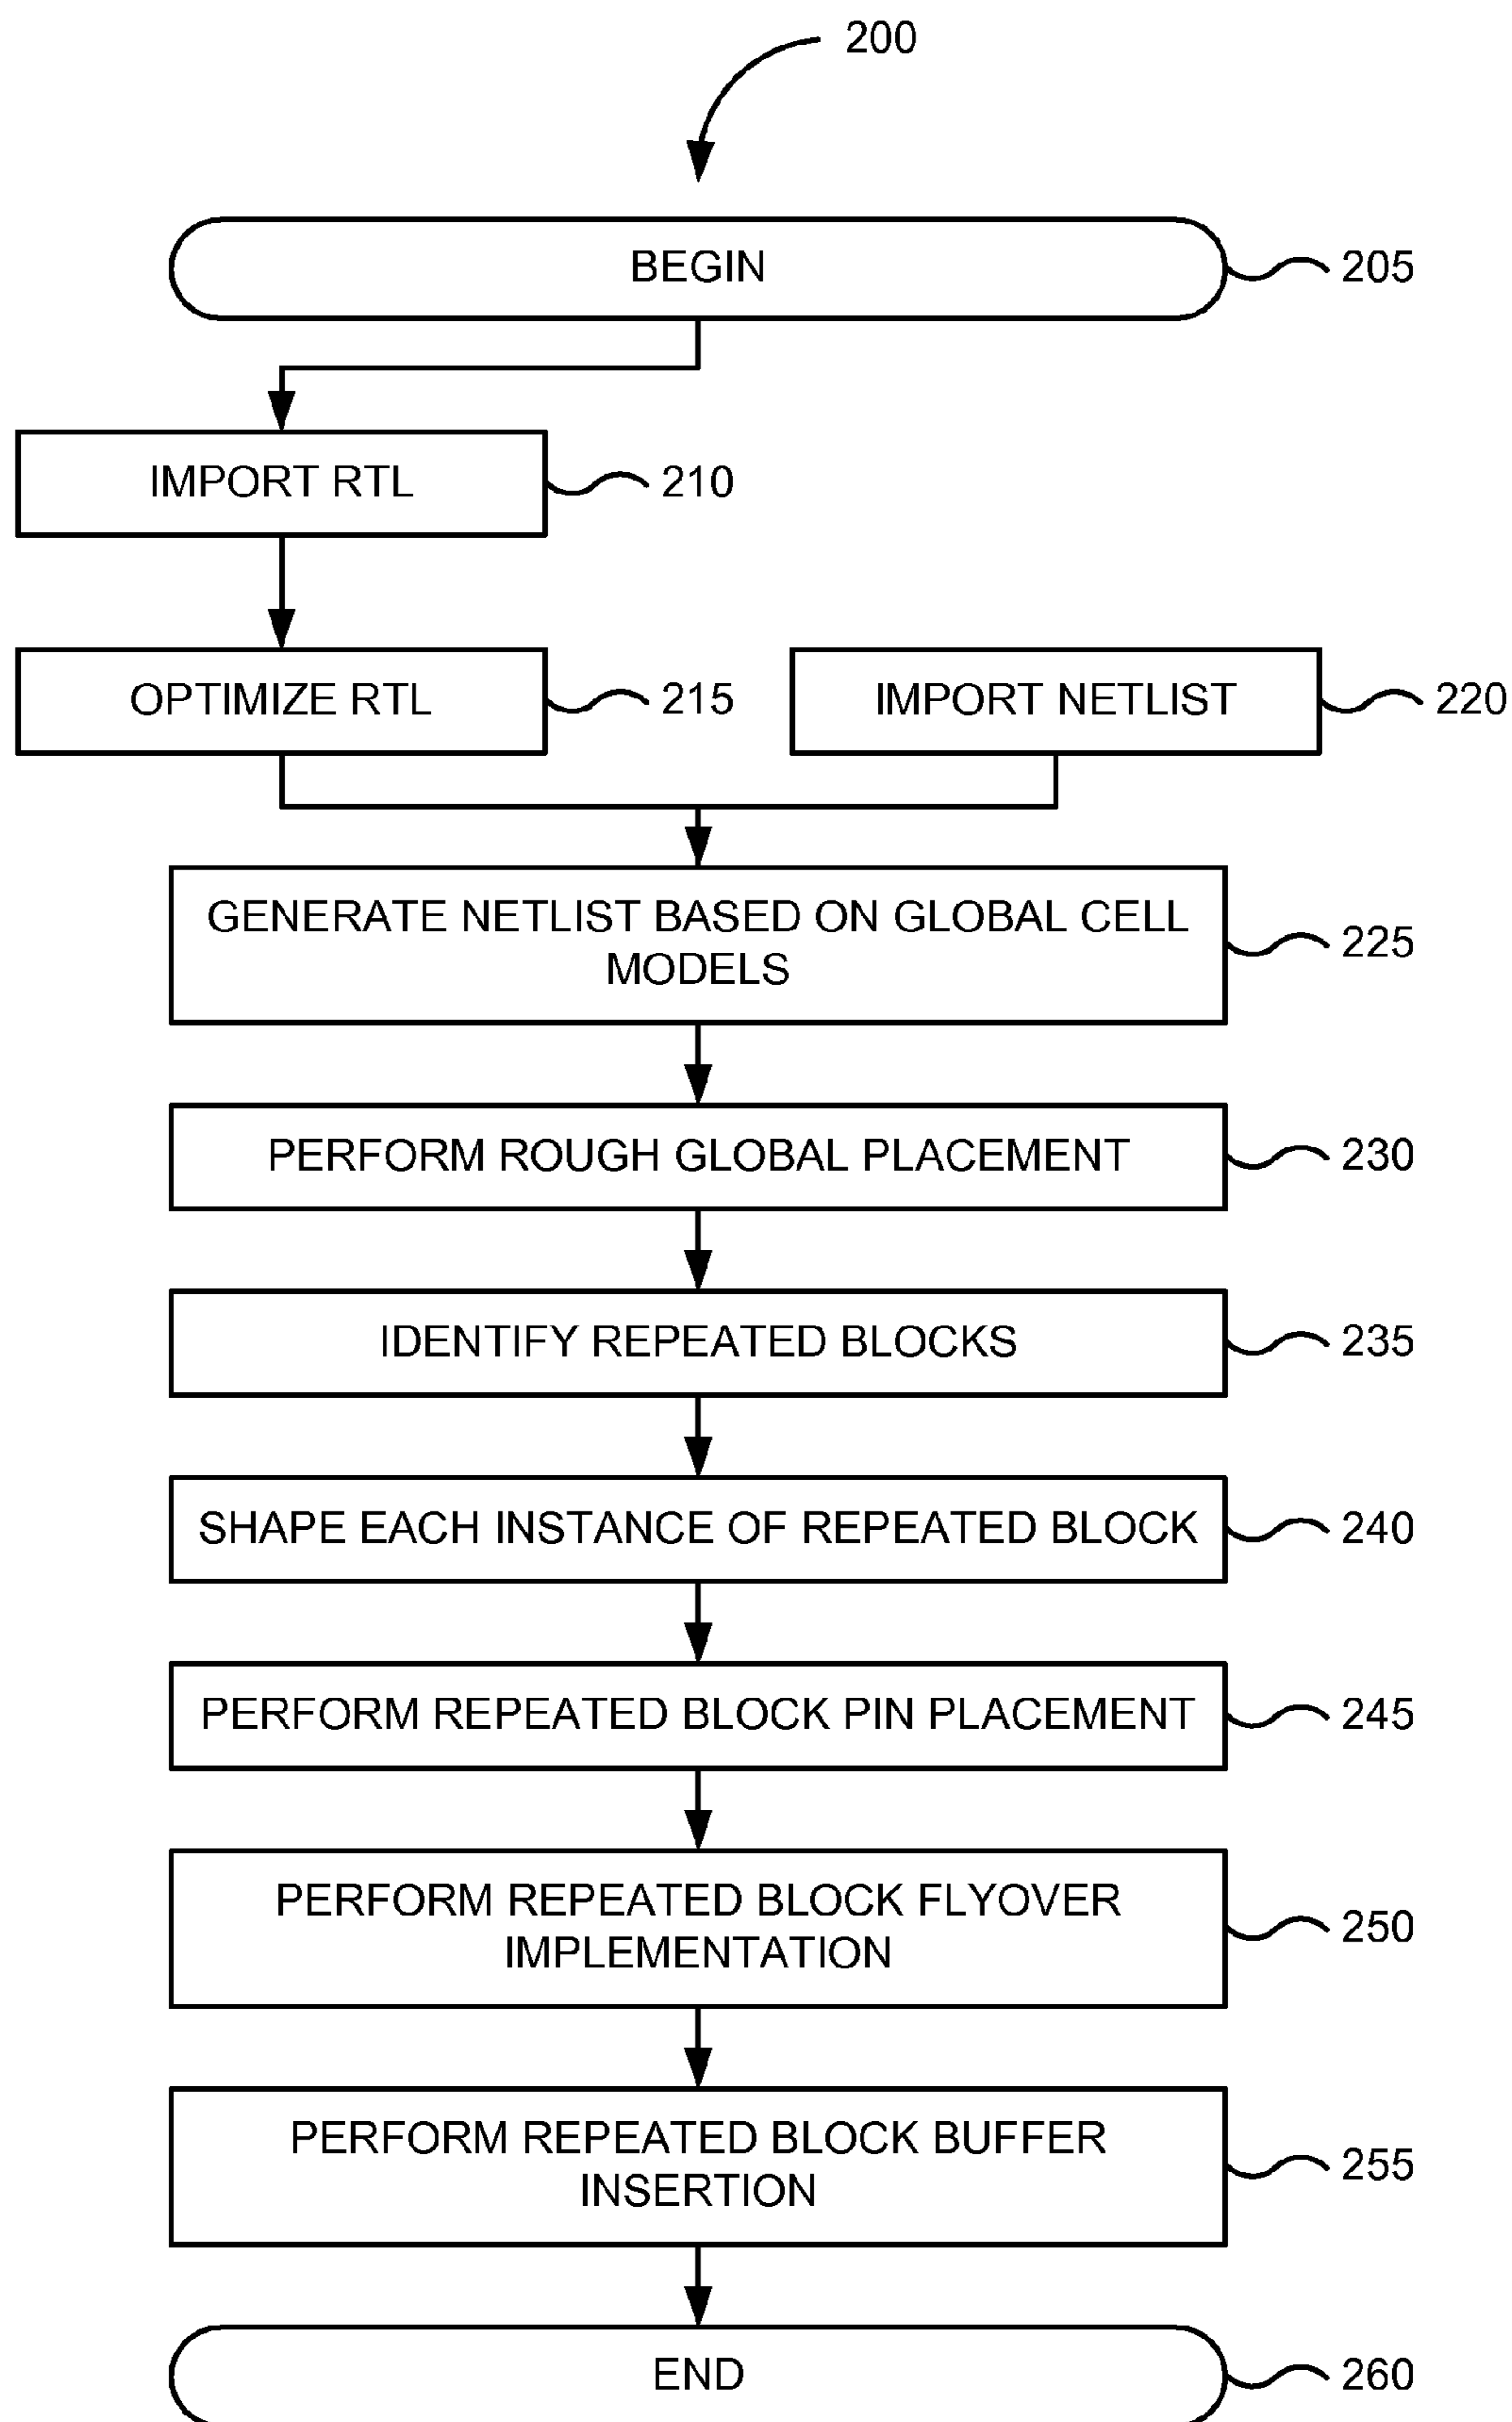 200
BEGIN
205
IMPORT RTL
210
OPTIMIZE RTL
215
IMPORT NETLIST
220
GENERATE NETLIST BASED ON GLOBAL CELL
MODELS
225
PERFORM ROUGH GLOBAL PLACEMENT
230
IDENTIFY REPEATED BLOCKS
235
SHAPE EACH INSTANCE OF REPEATED BLOCK
240
PERFORM REPEATED BLOCK PIN PLACEMENT
245
PERFORM REPEATED BLOCK FLYOVER
IMPLEMENTATION
250
PERFORM REPEATED BLOCK BUFFER
INSERTION
255
END
260